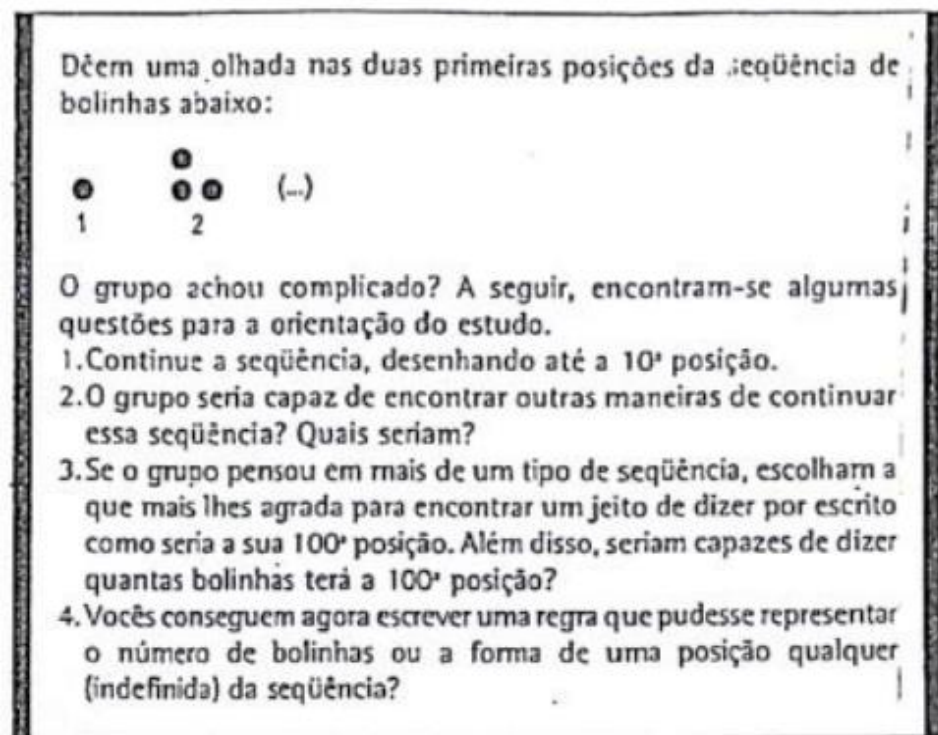 Dêem uma olhada nas duas primeiras posições da seqüência de
bolinhas abaixo:
(...)
1 2
O grupo achou complicado? A seguir, encontram-se algumas
questões para a orientação do estudo.
1.Continue a seqüência, desenhando até a 10ª posição.
2.O grupo seria capaz de encontrar outras maneiras de continuar
essa seqüência? Quais seriam?
3.Se o grupo pensou em mais de um tipo de seqüência, escolham a
que mais lhes agrada para encontrar um jeito de dizer por escrito
como seria a sua 100ª posição. Além disso, seriam capazes de dizer
quantas bolinhas terá a 100ª posição?
4.Vocês conseguem agora escrever uma regra que pudesse representar
o número de bolinhas ou a forma de uma posição qualquer
(indefinida) da seqüência?